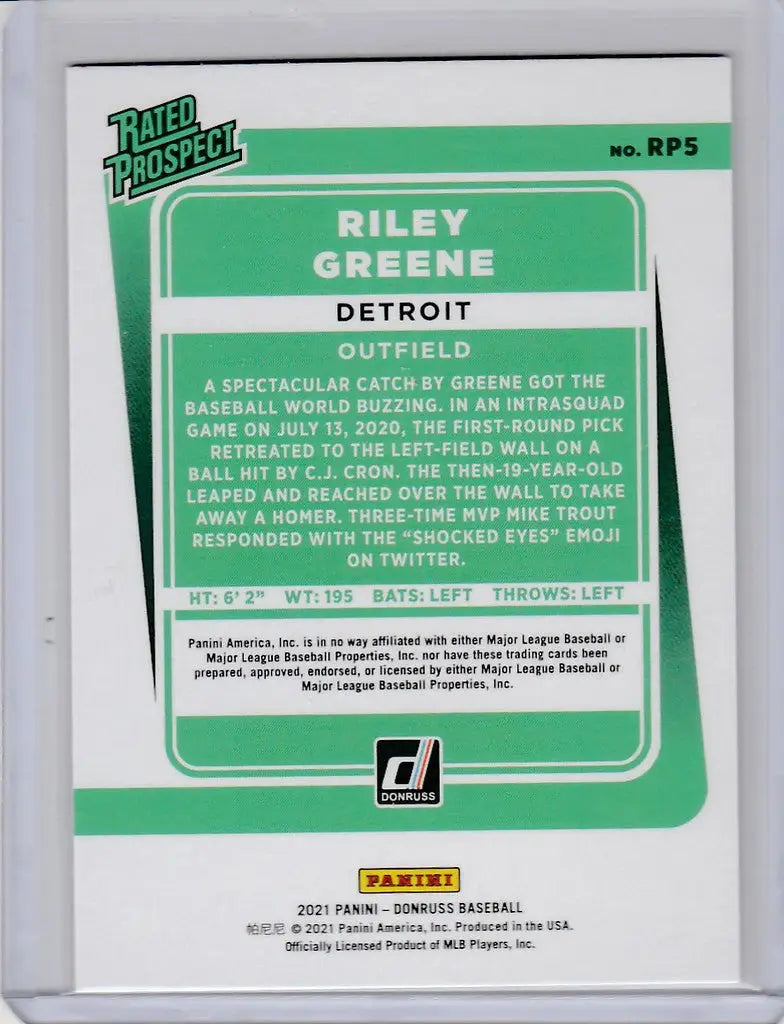 RATED
PROSPECT
NO. RP5
RILEY
GREENE
DETROIT
OUTFIELD
A SPECTACULAR CATCH BY GREENE GOT THE
BASEBALL WORLD BUZZING. IN AN INTRASQUAD
GAME ON JULY 13, 2020, THE FIRST-ROUND PICK
RETREATED TO THE LEFT-FIELD WALL ON A
BALL HIT BY C.J. CRON. THE THEN-19-YEAR-OLD
LEAPED AND REACHED OVER THE WALL TO TAKE
AWAY A HOMER. THREE-TIME MVP MIKE TROUT
RESPONDED WITH THE “SHOCKED EYES” EMOJI
ON TWITTER.
HT: 6’ 2” WT: 195 BATS: LEFT THROWS: LEFT
Panini America, Inc. is in no way affiliated with either Major League Baseball or
Major League Baseball Properties, Inc. nor have these trading cards been
prepared, approved, endorsed, or licensed by either Major League Baseball or
Major League Baseball Properties, Inc.
d
DONRUSS
PANINI
2021 PANINI – DONRUSS BASEBALL
帕尼尼 © 2021 Panini America, Inc. Produced in the USA.
Officially Licensed Product of MLB Players, Inc.